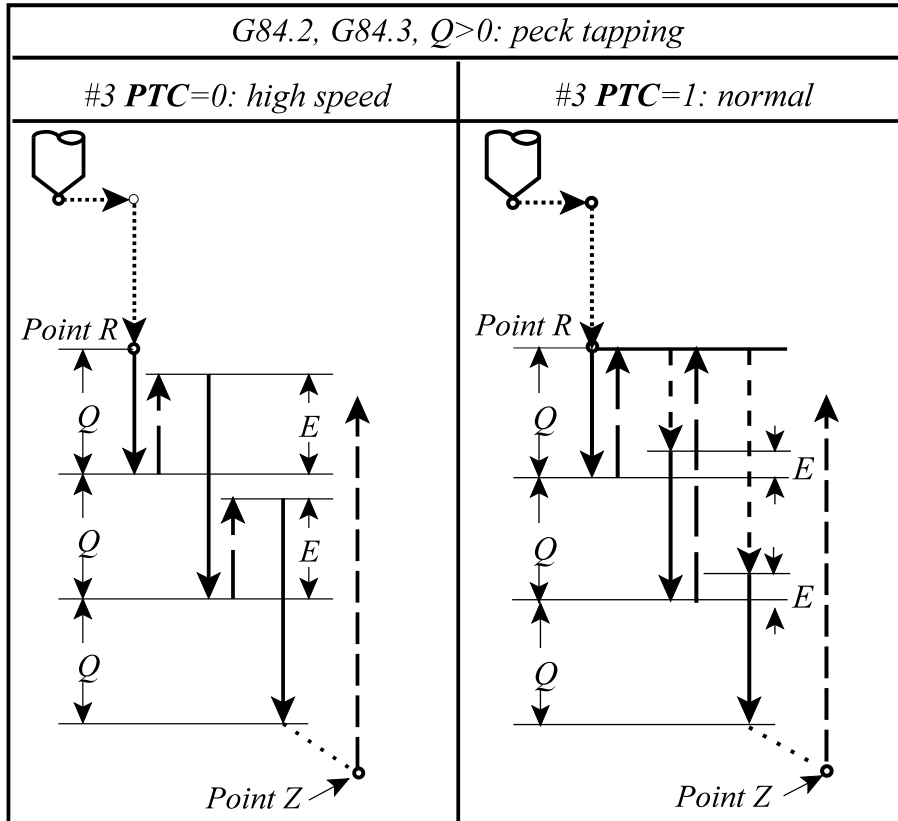 G84.2, G84.3, Q>0: peck tapping
#3 PTC=0: high speed
#3 PTC=1: normal
Point R
Q
E
Q
E
Q
Point Z
Point R
Q
E
Q
E
Q
Point Z